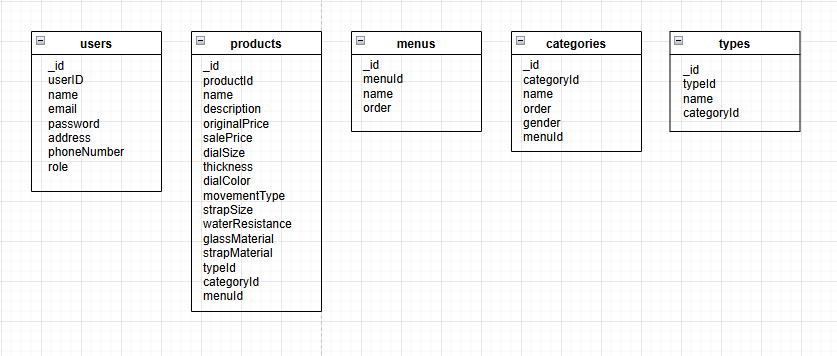 users
_id
userID
name
email
password
address
phoneNumber
role
products
_id
productId
name
description
originalPrice
salePrice
dialSize
thickness
dialColor
movementType
strapSize
waterResistance
glassMaterial
strapMaterial
typeId
categoryId
menuId
menus
_id
menuId
name
order
categories
_id
categoryId
name
order
gender
menuId
types
_id
typeId
name
categoryId